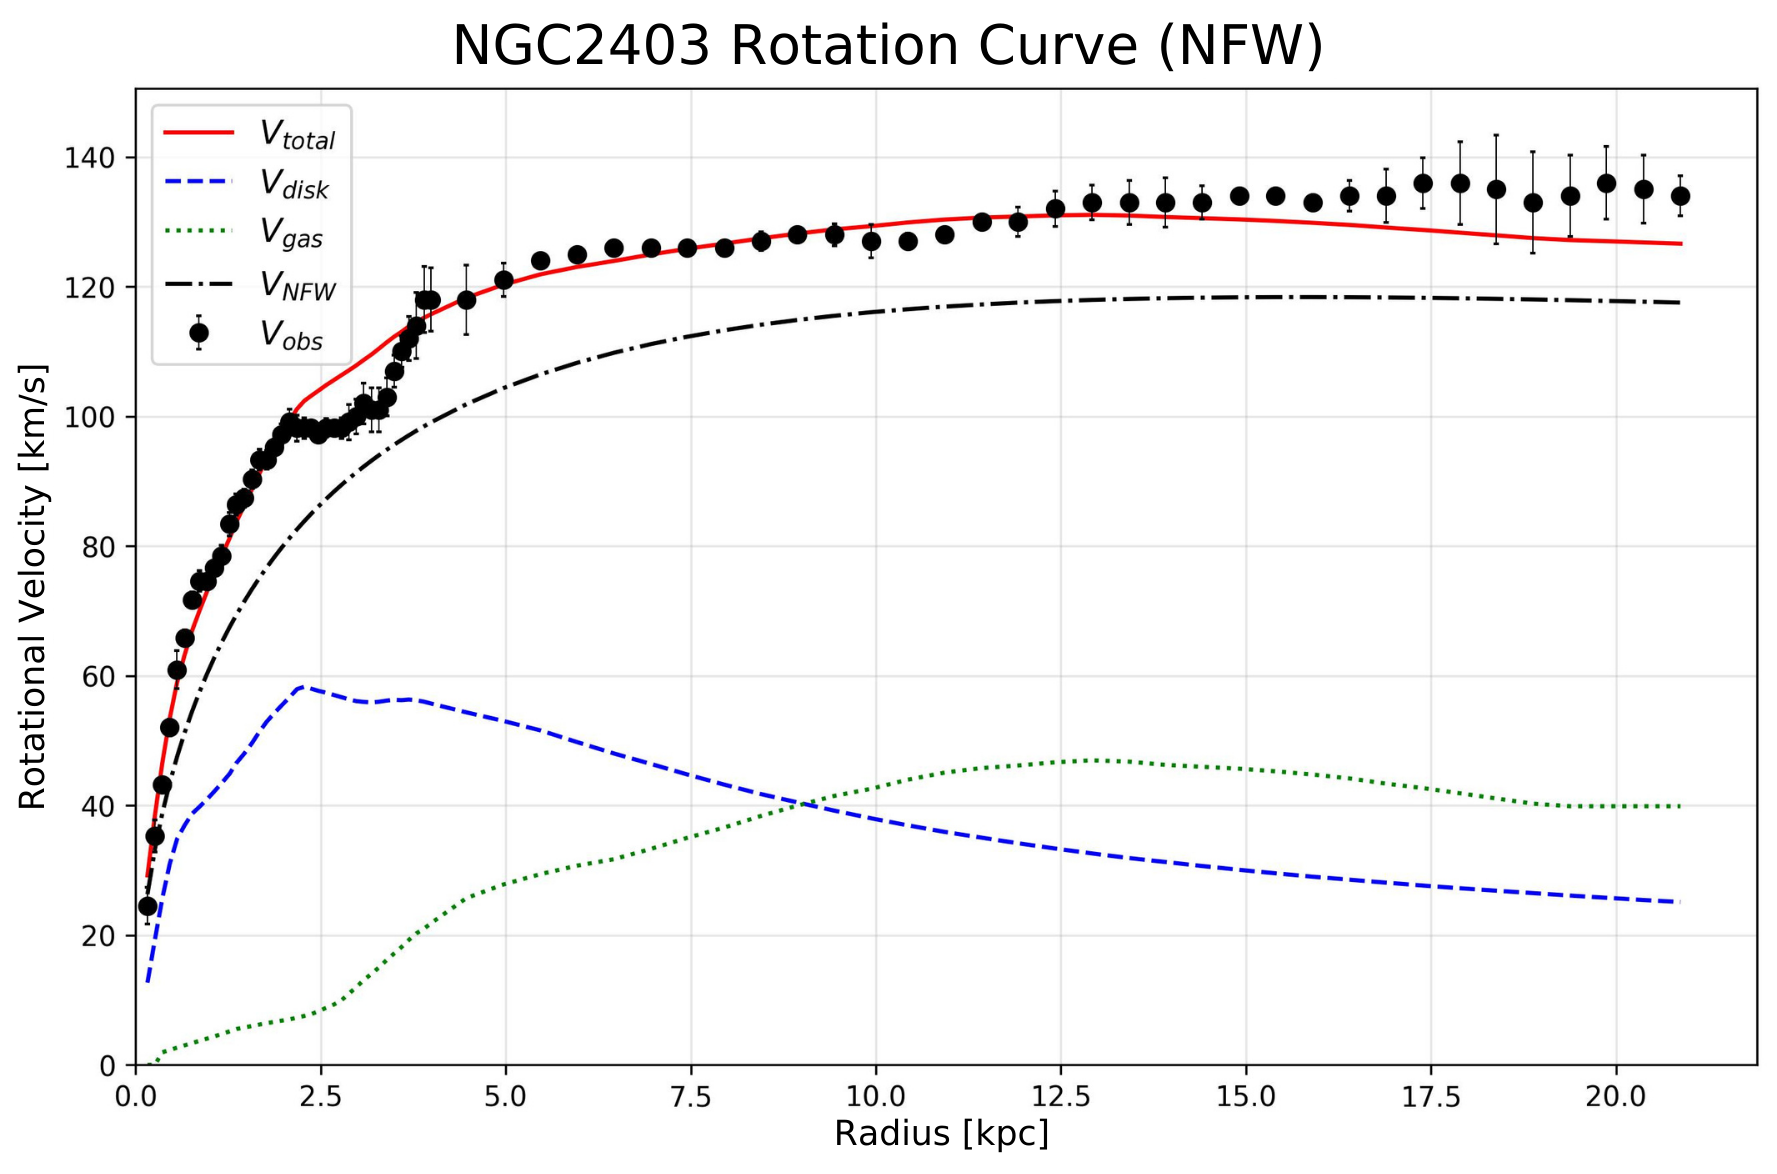 NGC2403 Rotation Curve (NFW)
V_total
V_disk
V_gas
V_NFW
V_obs
Rotational Velocity [km/s]
140
120
100
80
60
40
20
0
0.0 2.5 5.0 7.5 10.0 12.5 15.0 17.5 20.0
Radius [kpc]